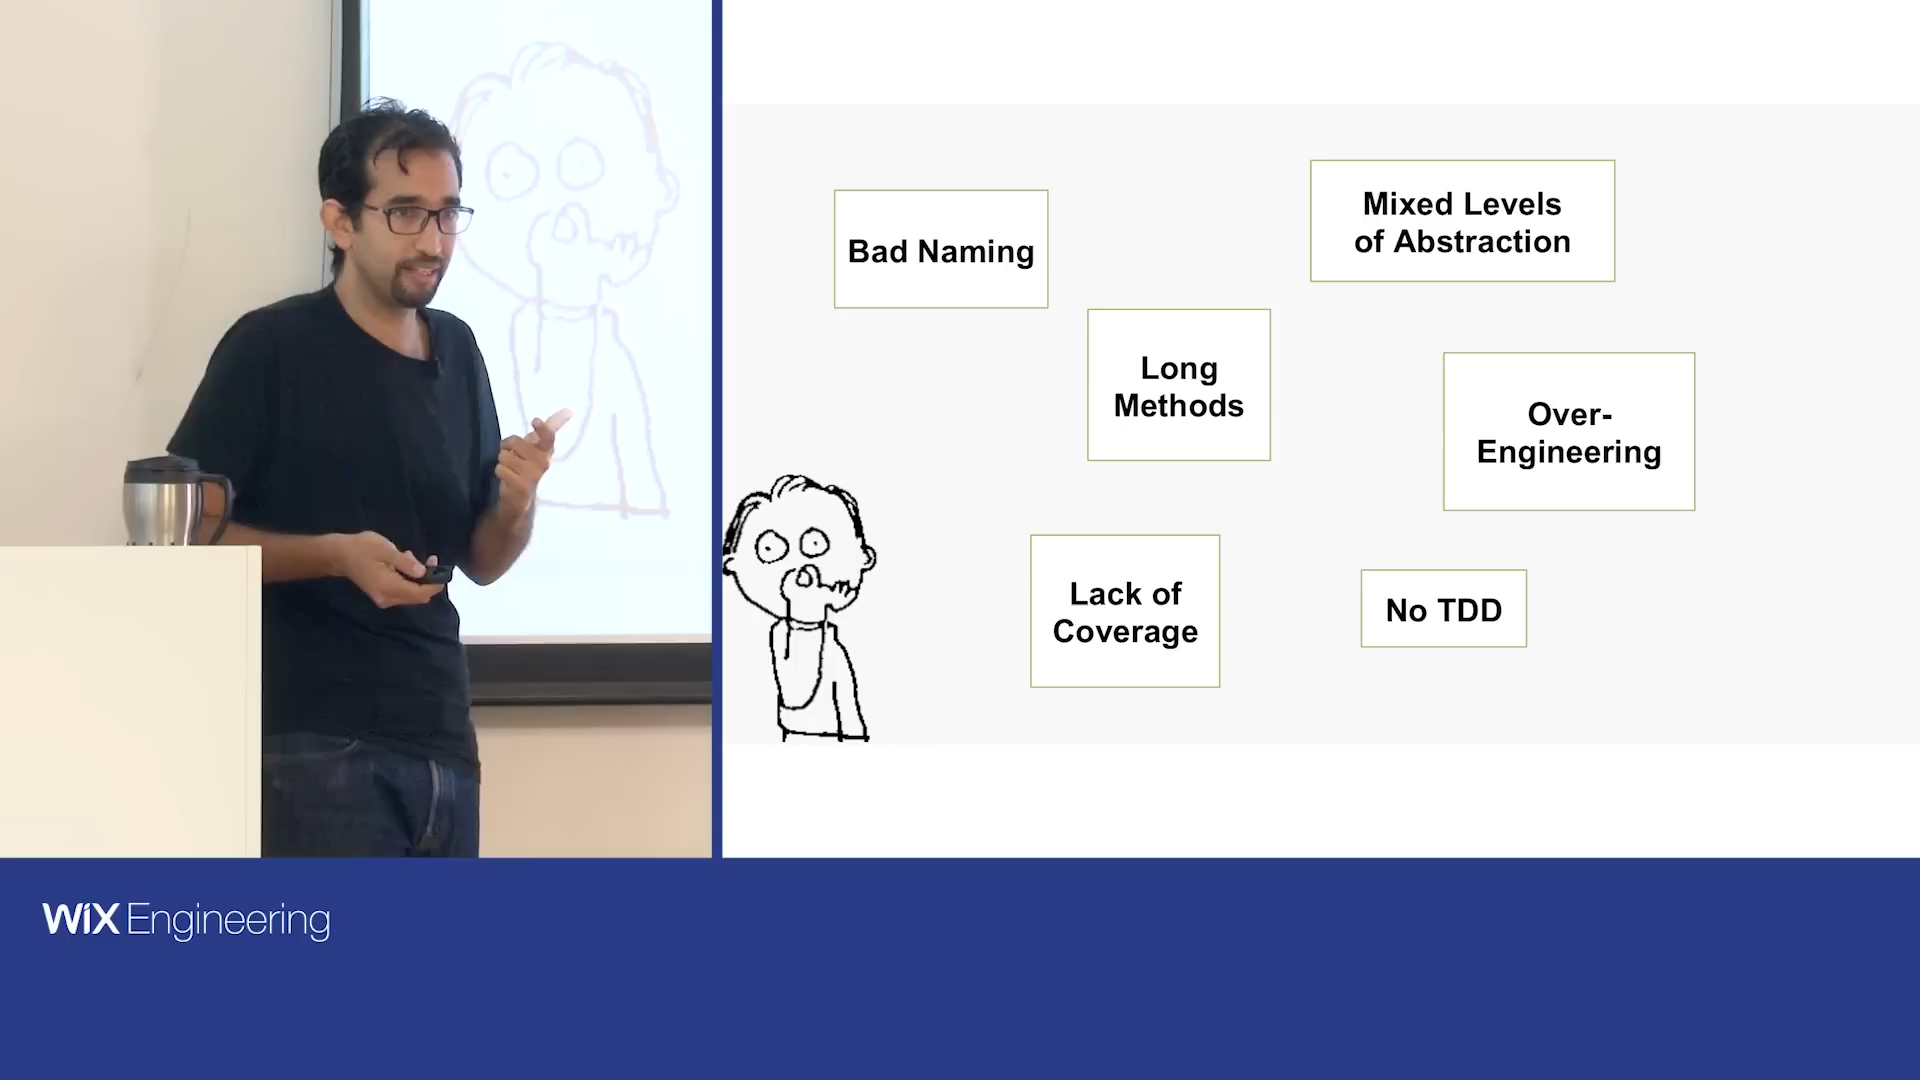 Bad Naming
Mixed Levels
of Abstraction
Long
Methods
Over-
Engineering
Lack of
Coverage
No TDD
WiX Engineering